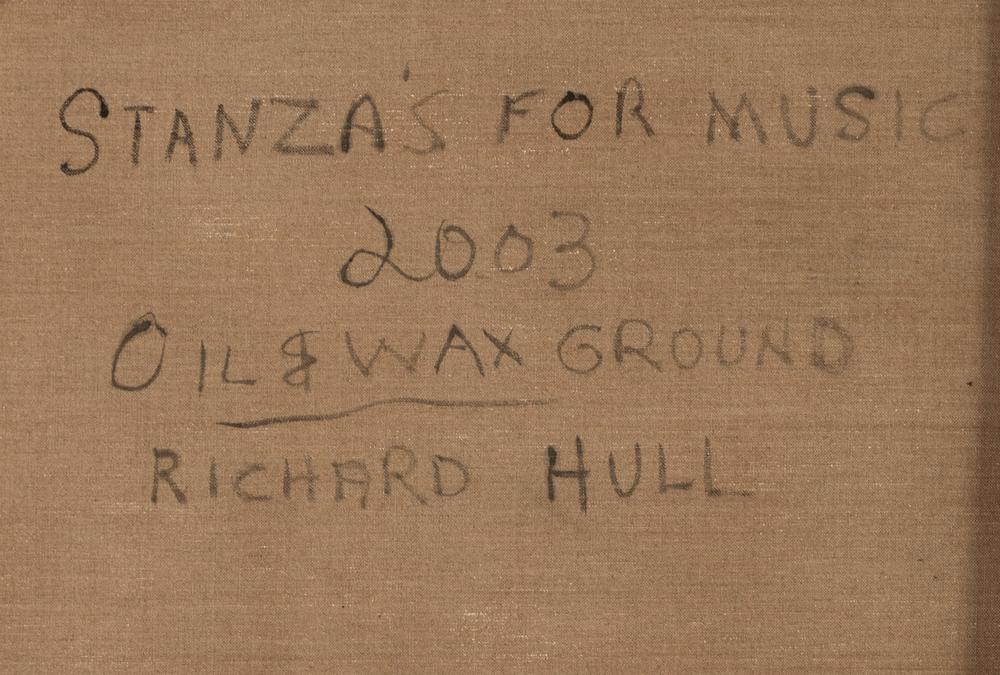 STANZA'S FOR MUSIC
2003
OIL & WAX GROUND
RICHARD HULL